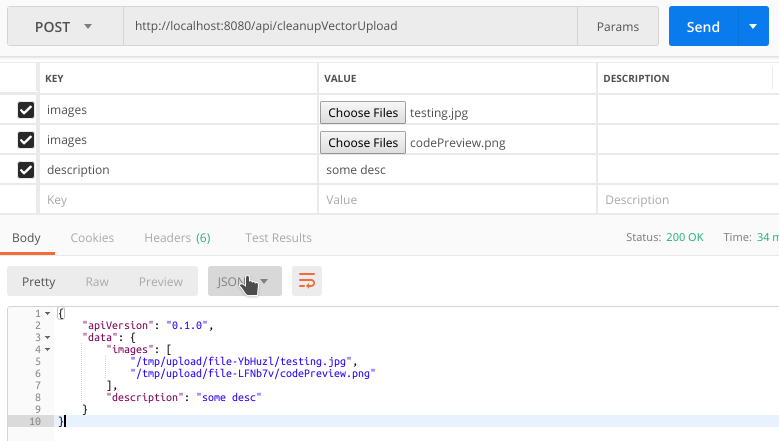 POST http://localhost:8080/api/cleanupVectorUpload Params Send
KEY VALUE DESCRIPTION
images Choose Files testing.jpg
images Choose Files codePreview.png
description some desc
Key Value Description
Body Cookies Headers (6) Test Results Status: 200 OK Time: 34 m
Pretty Raw Preview JSON
1 {
2 "apiVersion": "0.1.0",
3 "data": {
4 "images": [
5 "/tmp/upload/file-YbHuzl/testing.jpg",
6 "/tmp/upload/file-LFNb7v/codePreview.png"
7 ],
8 "description": "some desc"
9 }
10 }